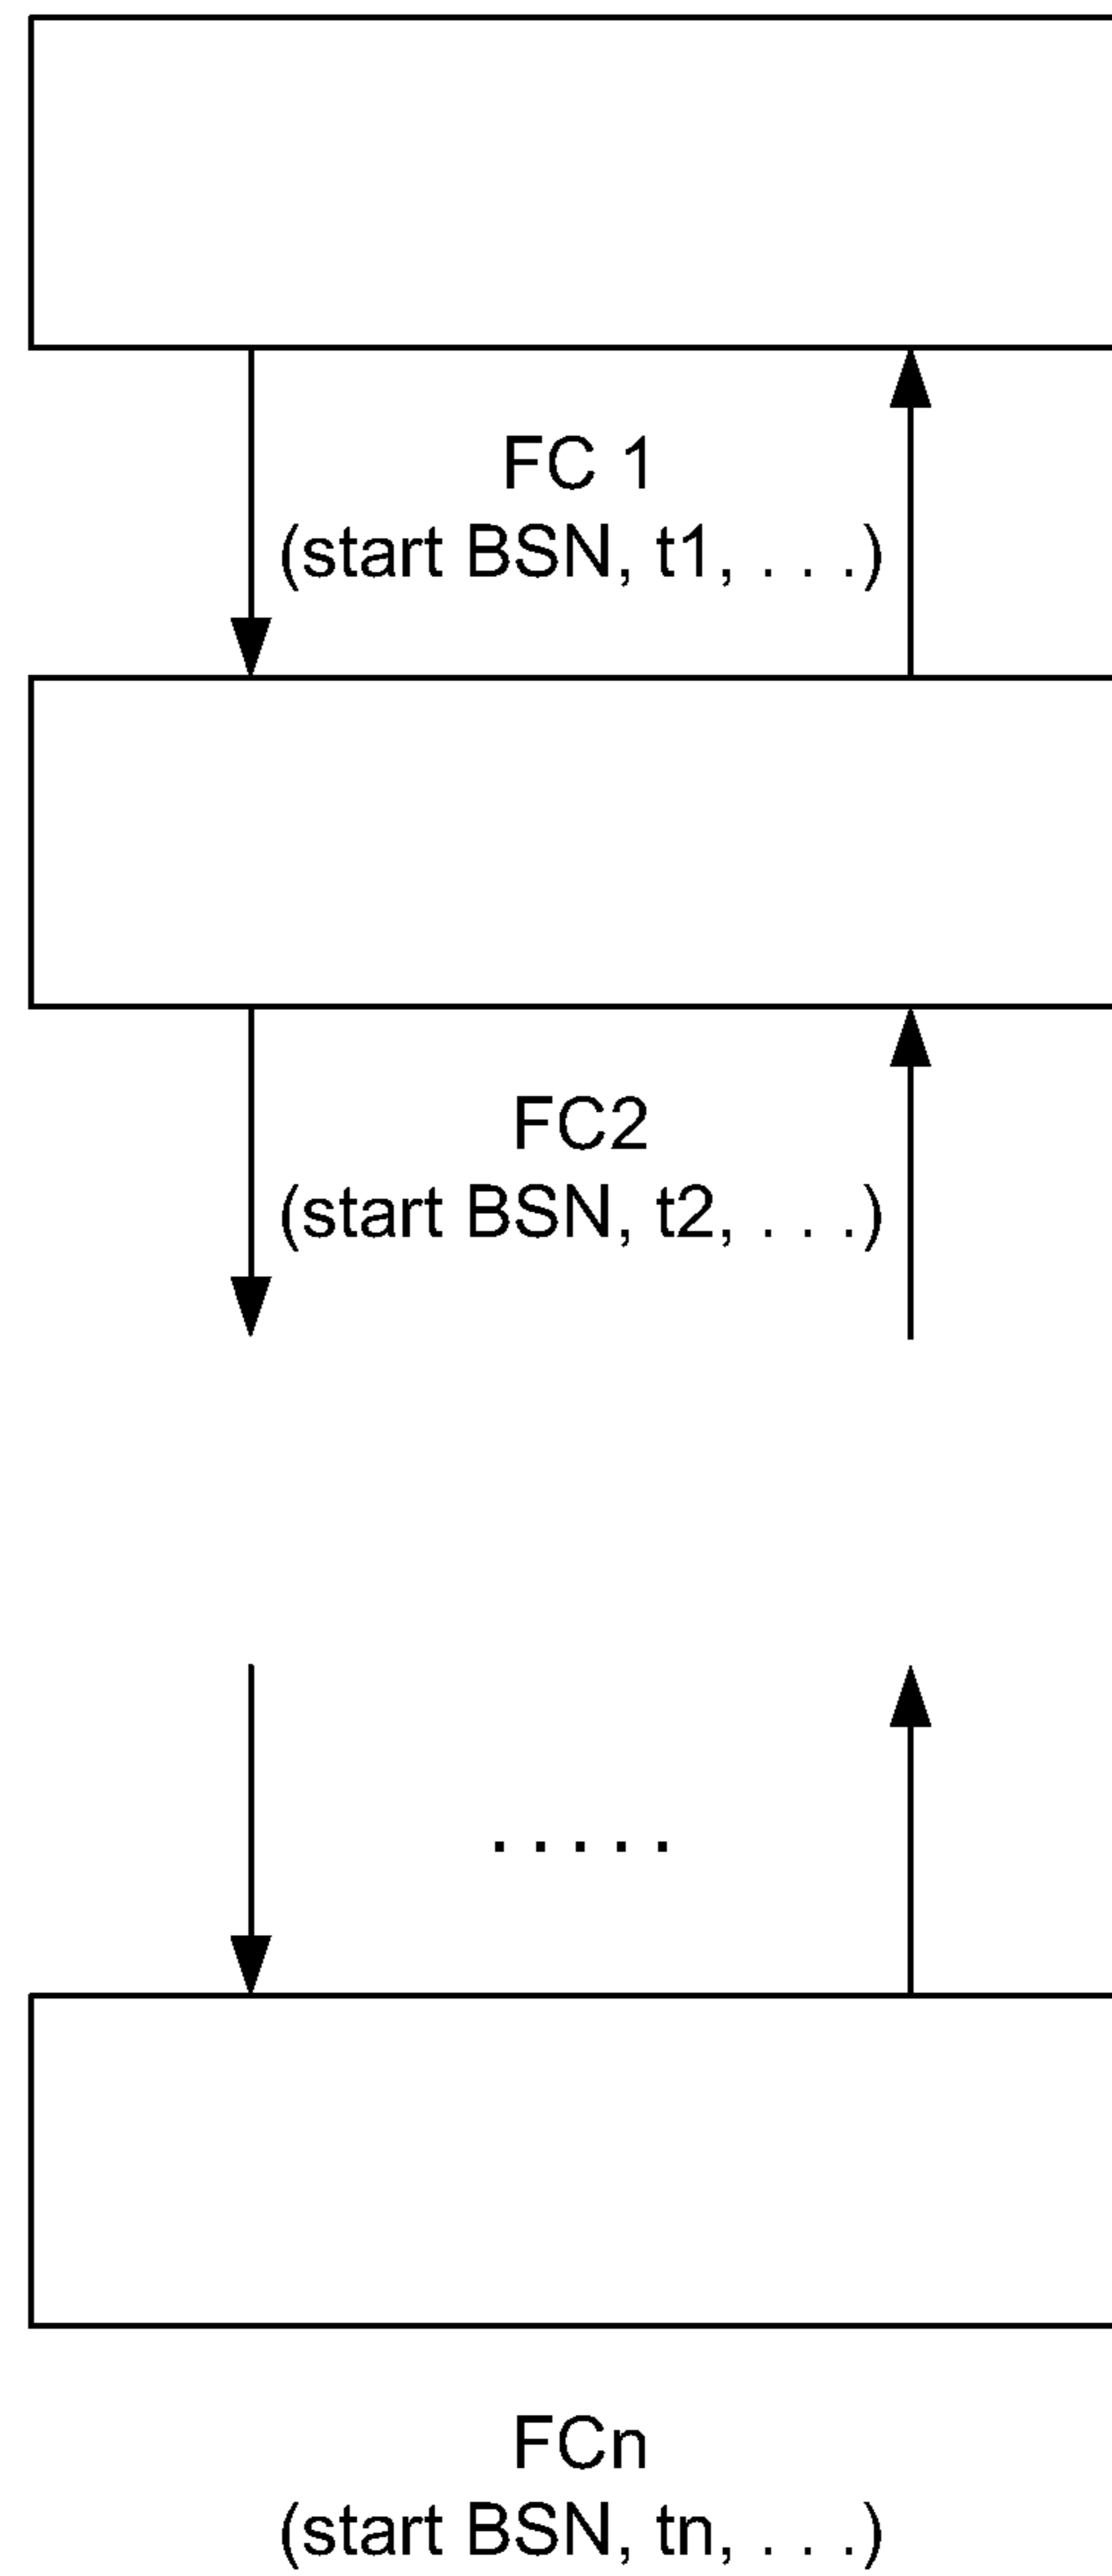 FC 1
(start BSN, t1, . . .)
FC2
(start BSN, t2, . . .)
. . . . .
FCn
(start BSN, tn, . . .)